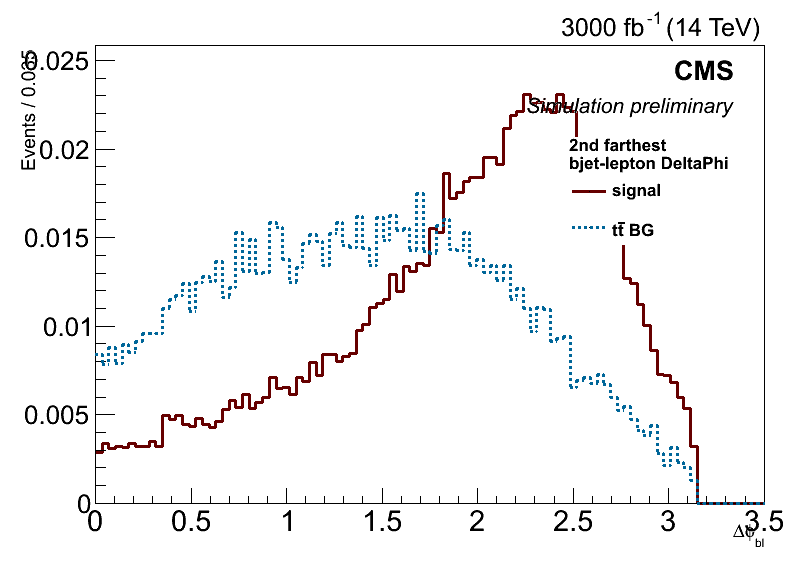 3000 fb⁻¹ (14 TeV)
CMS
Simulation preliminary
2nd farthest
bjet-lepton DeltaPhi
signal
tt̄ BG
Events / 0.035
0.025
0.02
0.015
0.01
0.005
0
0 0.5 1 1.5 2 2.5 3 3.5
Δϕ_bl